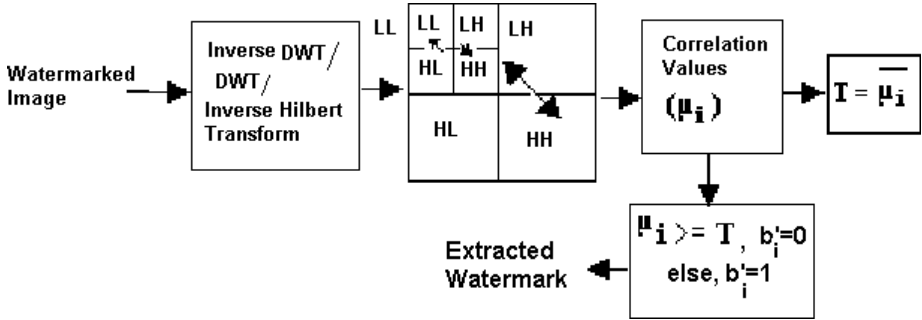 Watermarked
Image
Inverse DWT/
DWT/
Inverse Hilbert
Transform
LL
LL LH
HL HH
LH
HL
HH
Correlation
Values
(μi)
T = μ̅i̅
μi >= T, b'i=0
else, b'i=1
Extracted
Watermark